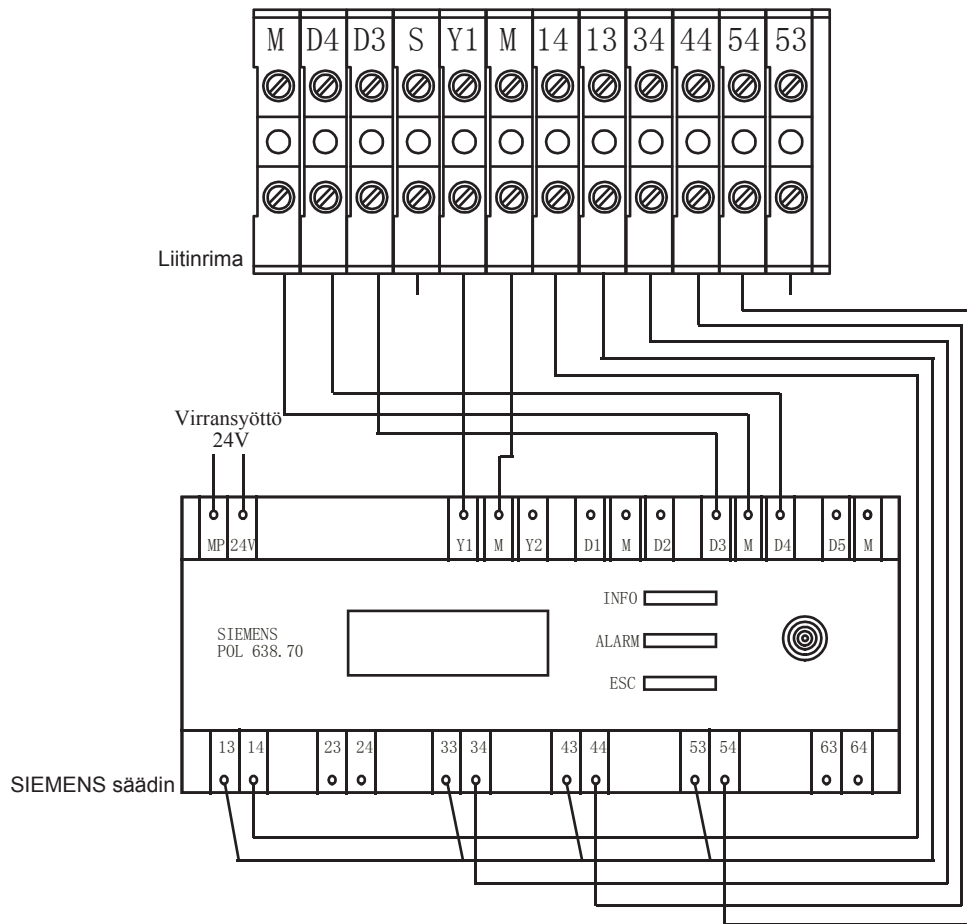 M D4 D3 S Y1 M 14 13 34 44 54 53
Liitinrima
Virransyöttö
24V
MP 24V Y1 M Y2 D1 M D2 D3 M D4 D5 M
INFO
SIEMENS
POL 638.70
ALARM
ESC
13 14 23 24 33 34 43 44 53 54 63 64
SIEMENS säädin